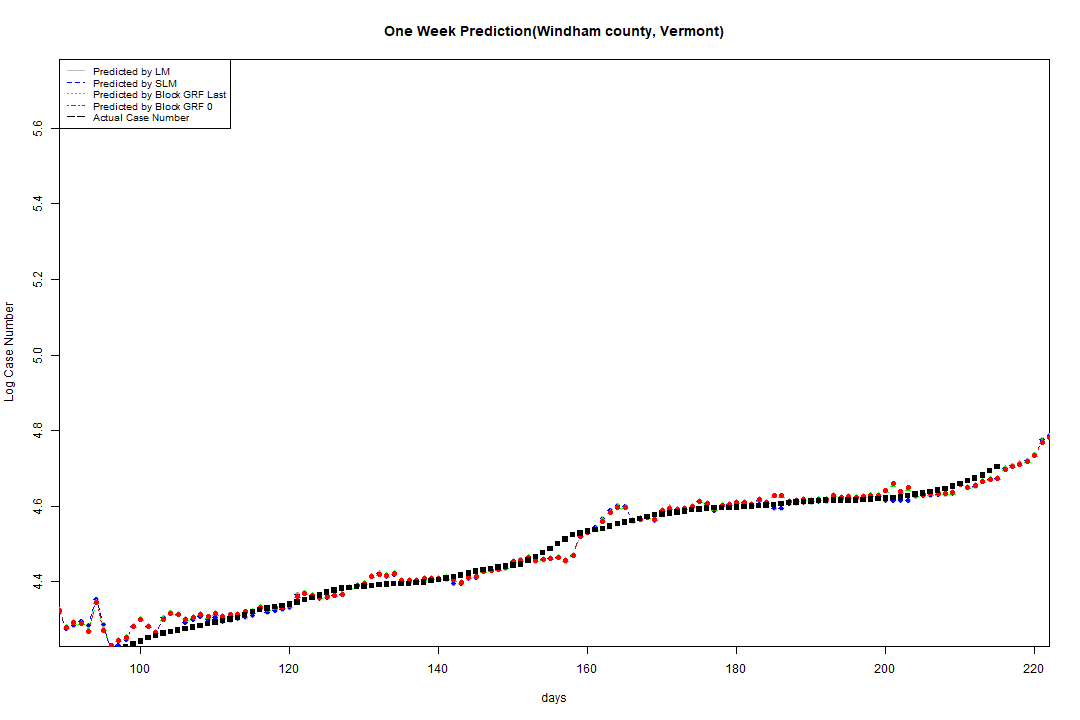 One Week Prediction(Windham county, Vermont)
Predicted by LM
Predicted by SLM
Predicted by Block GRF Last
Predicted by Block GRF 0
Actual Case Number
5.6
5.4
5.2
5.0
4.8
4.6
4.4
Log Case Number
100 120 140 160 180 200 220
days